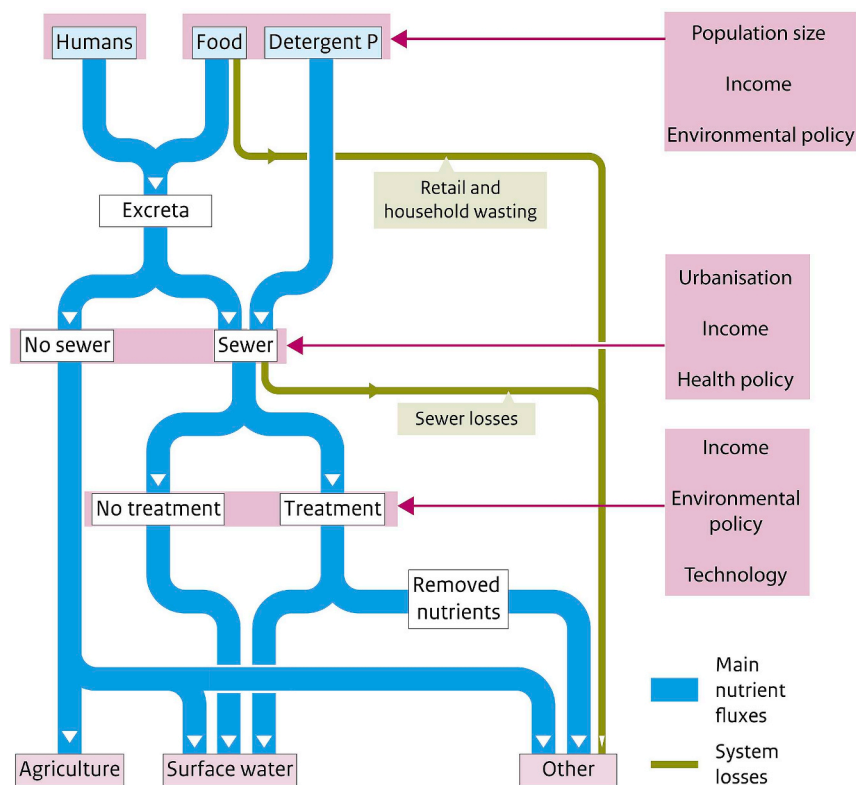 Humans
Food
Detergent P
Population size
Income
Environmental policy
Retail and
household wasting
Excreta
Urbanisation
Income
Health policy
No sewer
Sewer
Sewer losses
Income
Environmental
policy
Technology
No treatment
Treatment
Removed
nutrients
Main
nutrient
fluxes
System
losses
Agriculture
Surface water
Other